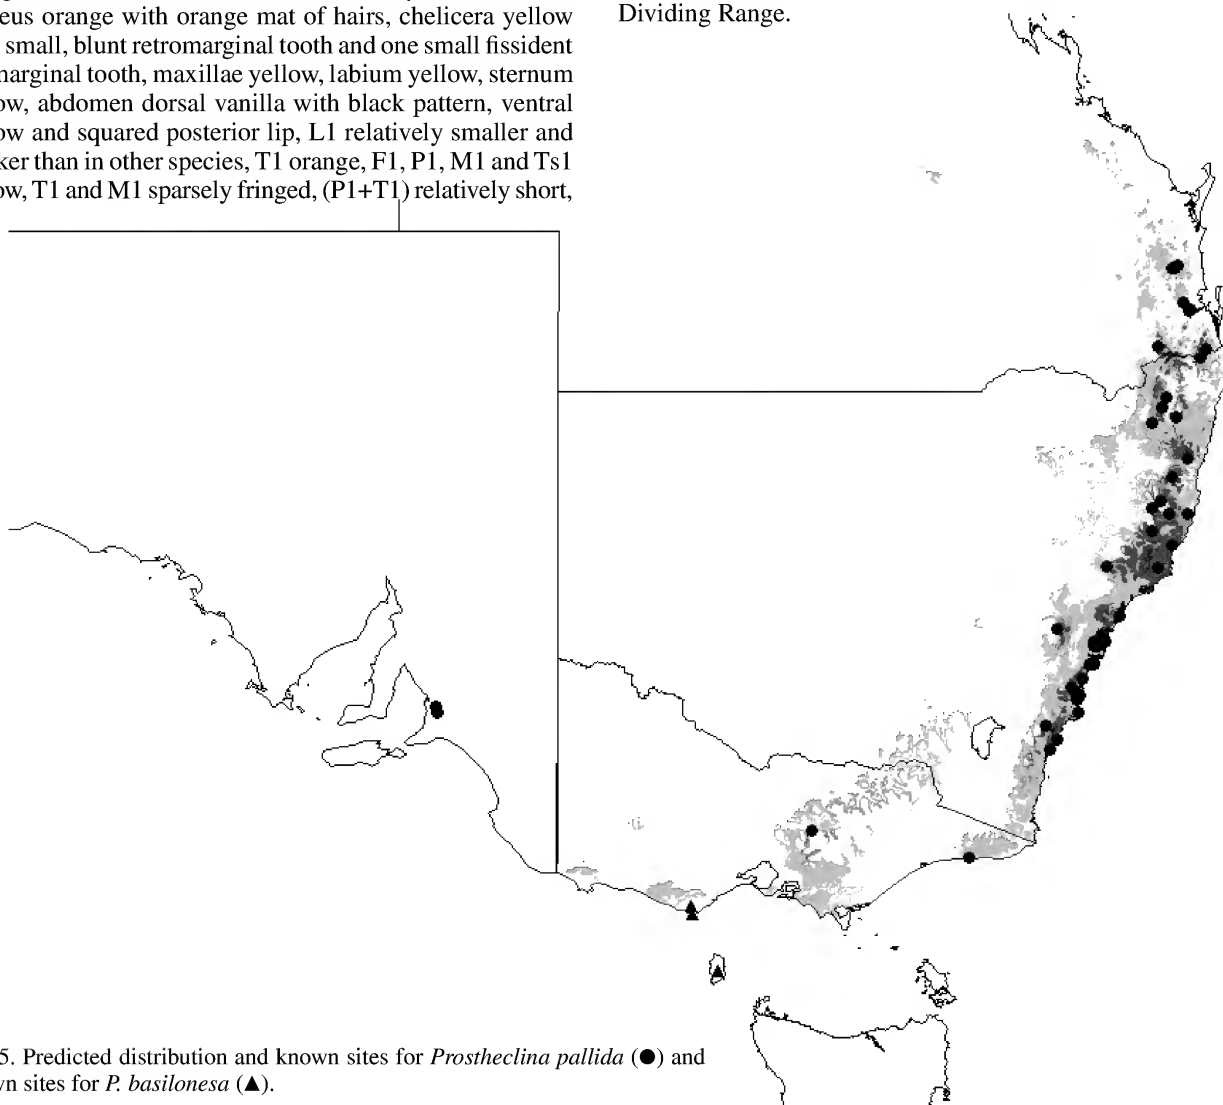 eus orange with orange mat of hairs, chelicera yellow
small, blunt retromarginal tooth and one small fissident
marginal tooth, maxillae yellow, labium yellow, sternum
ow, abdomen dorsal vanilla with black pattern, ventral
ow and squared posterior lip, L1 relatively smaller and
ker than in other species, T1 orange, F1, P1, M1 and Ts1
ow, T1 and M1 sparsely fringed, (P1+T1) relatively short,
Dividing Range.
5. Predicted distribution and known sites for Prostheclina pallida (●) and
wn sites for P. basilonesa (▲).